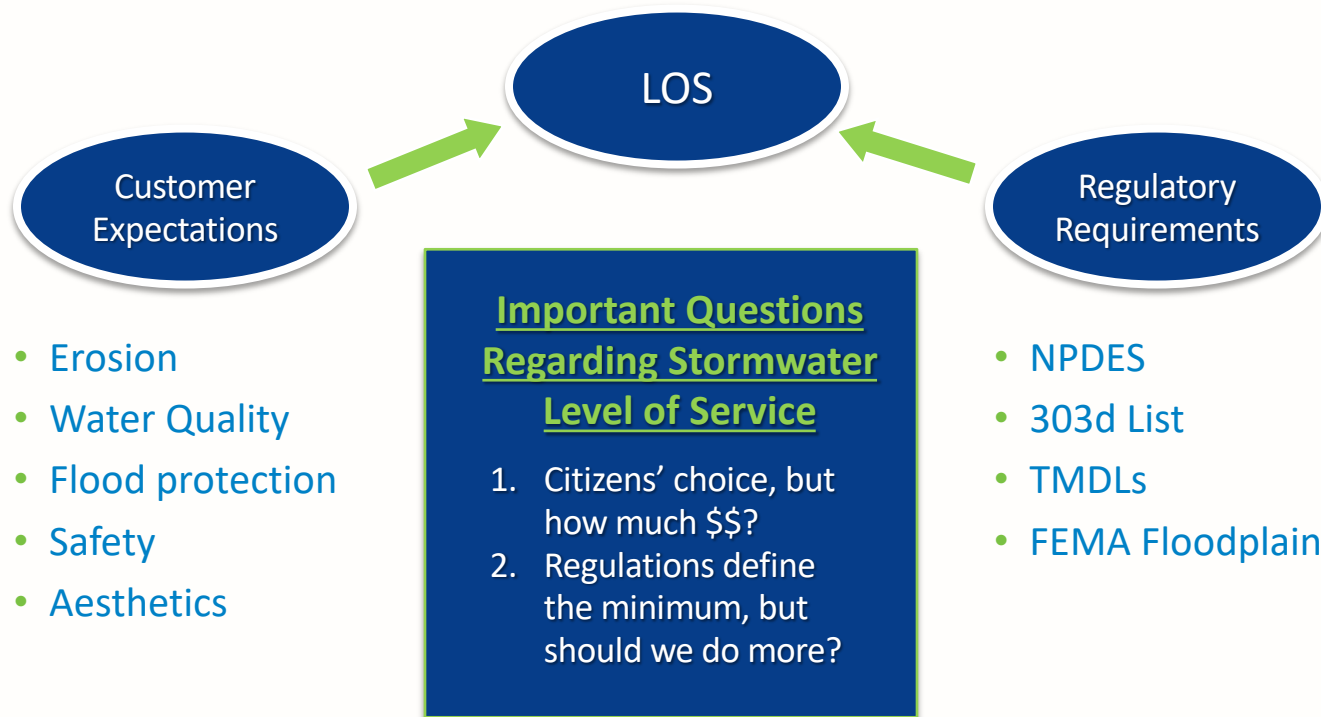 LOS
Customer
Expectations
Regulatory
Requirements
Important Questions
Regarding Stormwater
Level of Service
1. Citizens’ choice, but
how much $$?
2. Regulations define
the minimum, but
should we do more?
• Erosion
• Water Quality
• Flood protection
• Safety
• Aesthetics
• NPDES
• 303d List
• TMDLs
• FEMA Floodplain